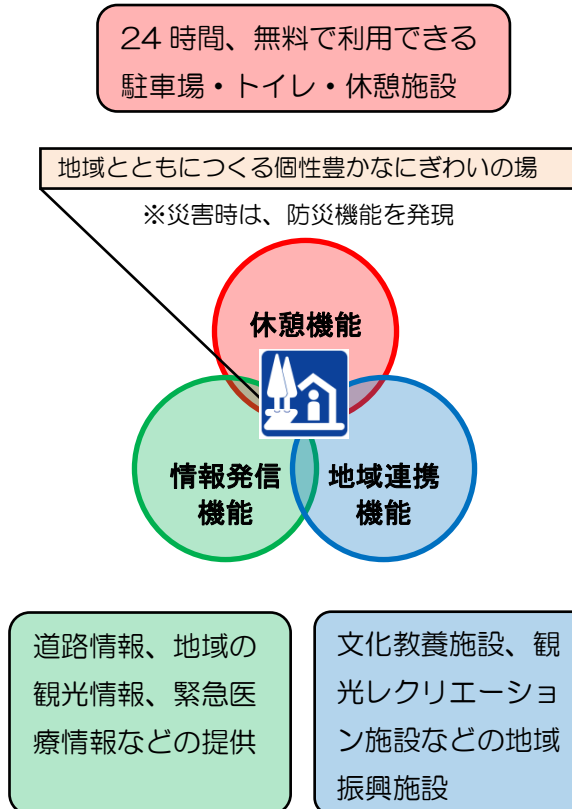 24 時間、無料で利用できる
駐車場・トイレ・休憩施設
地域とともにつくる個性豊かなにぎわいの場
※災害時は、防災機能を発現
休憩機能
情報発信
機能
地域連携
機能
道路情報、地域の
観光情報、緊急医
療情報などの提供
文化教養施設、観
光レクリエーショ
ン施設などの地域
振興施設